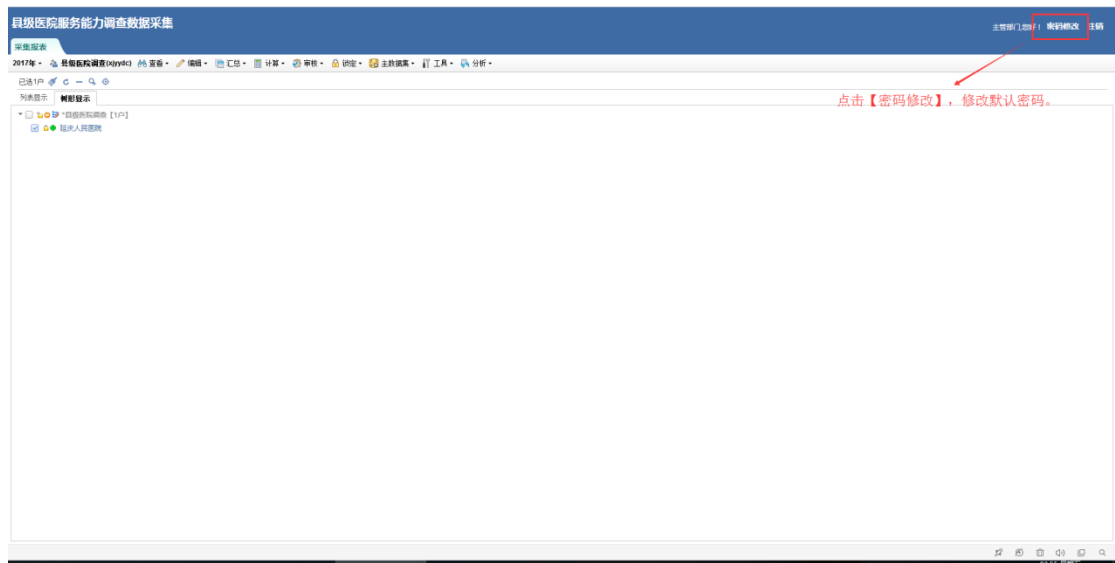 县级医院服务能力调查数据采集
主管部门,您好! 密码修改 注销
采集报表
2017年 县级医院调查(xjyydc) 查看 编辑 汇总 计算 审核 锁定 主数据集 工具 分析
已选1户
列表显示 树形显示
点击【密码修改】，修改默认密码。
*县级医院调查 [1户]
延庆人民医院